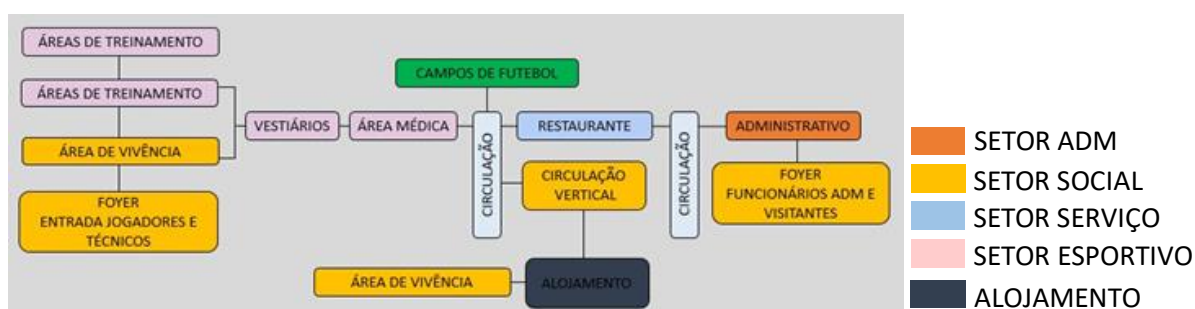 ÁREAS DE TREINAMENTO
ÁREAS DE TREINAMENTO
ÁREA DE VIVÊNCIA
FOYER
ENTRADA JOGADORES E
TÉCNICOS
VESTIÁRIOS
ÁREA MÉDICA
CAMPOS DE FUTEBOL
CIRCULAÇÃO
RESTAURANTE
CIRCULAÇÃO
VERTICAL
ÁREA DE VIVÊNCIA
ALOJAMENTO
CIRCULAÇÃO
ADMINISTRATIVO
FOYER
FUNCIONÁRIOS ADM E
VISITANTES
SETOR ADM
SETOR SOCIAL
SETOR SERVIÇO
SETOR ESPORTIVO
ALOJAMENTO